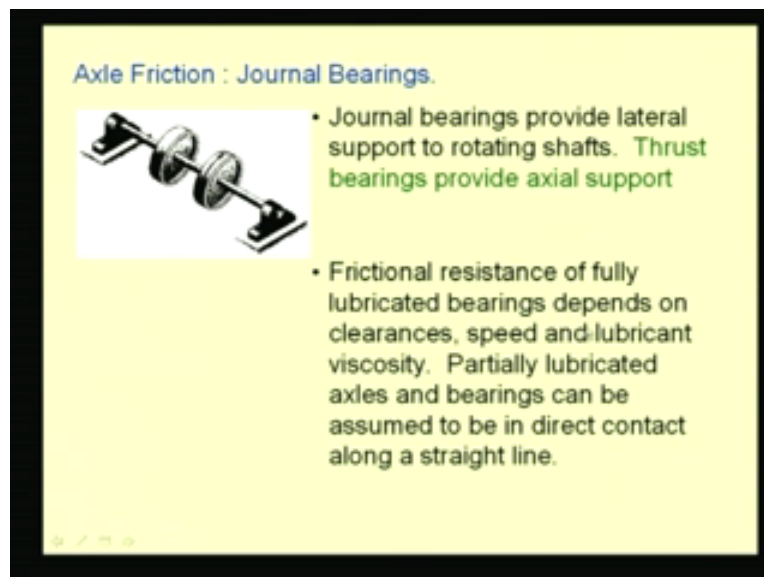 Axle Friction : Journal Bearings.
• Journal bearings provide lateral
support to rotating shafts. Thrust
bearings provide axial support
• Frictional resistance of fully
lubricated bearings depends on
clearances, speed and lubricant
viscosity. Partially lubricated
axles and bearings can be
assumed to be in direct contact
along a straight line.